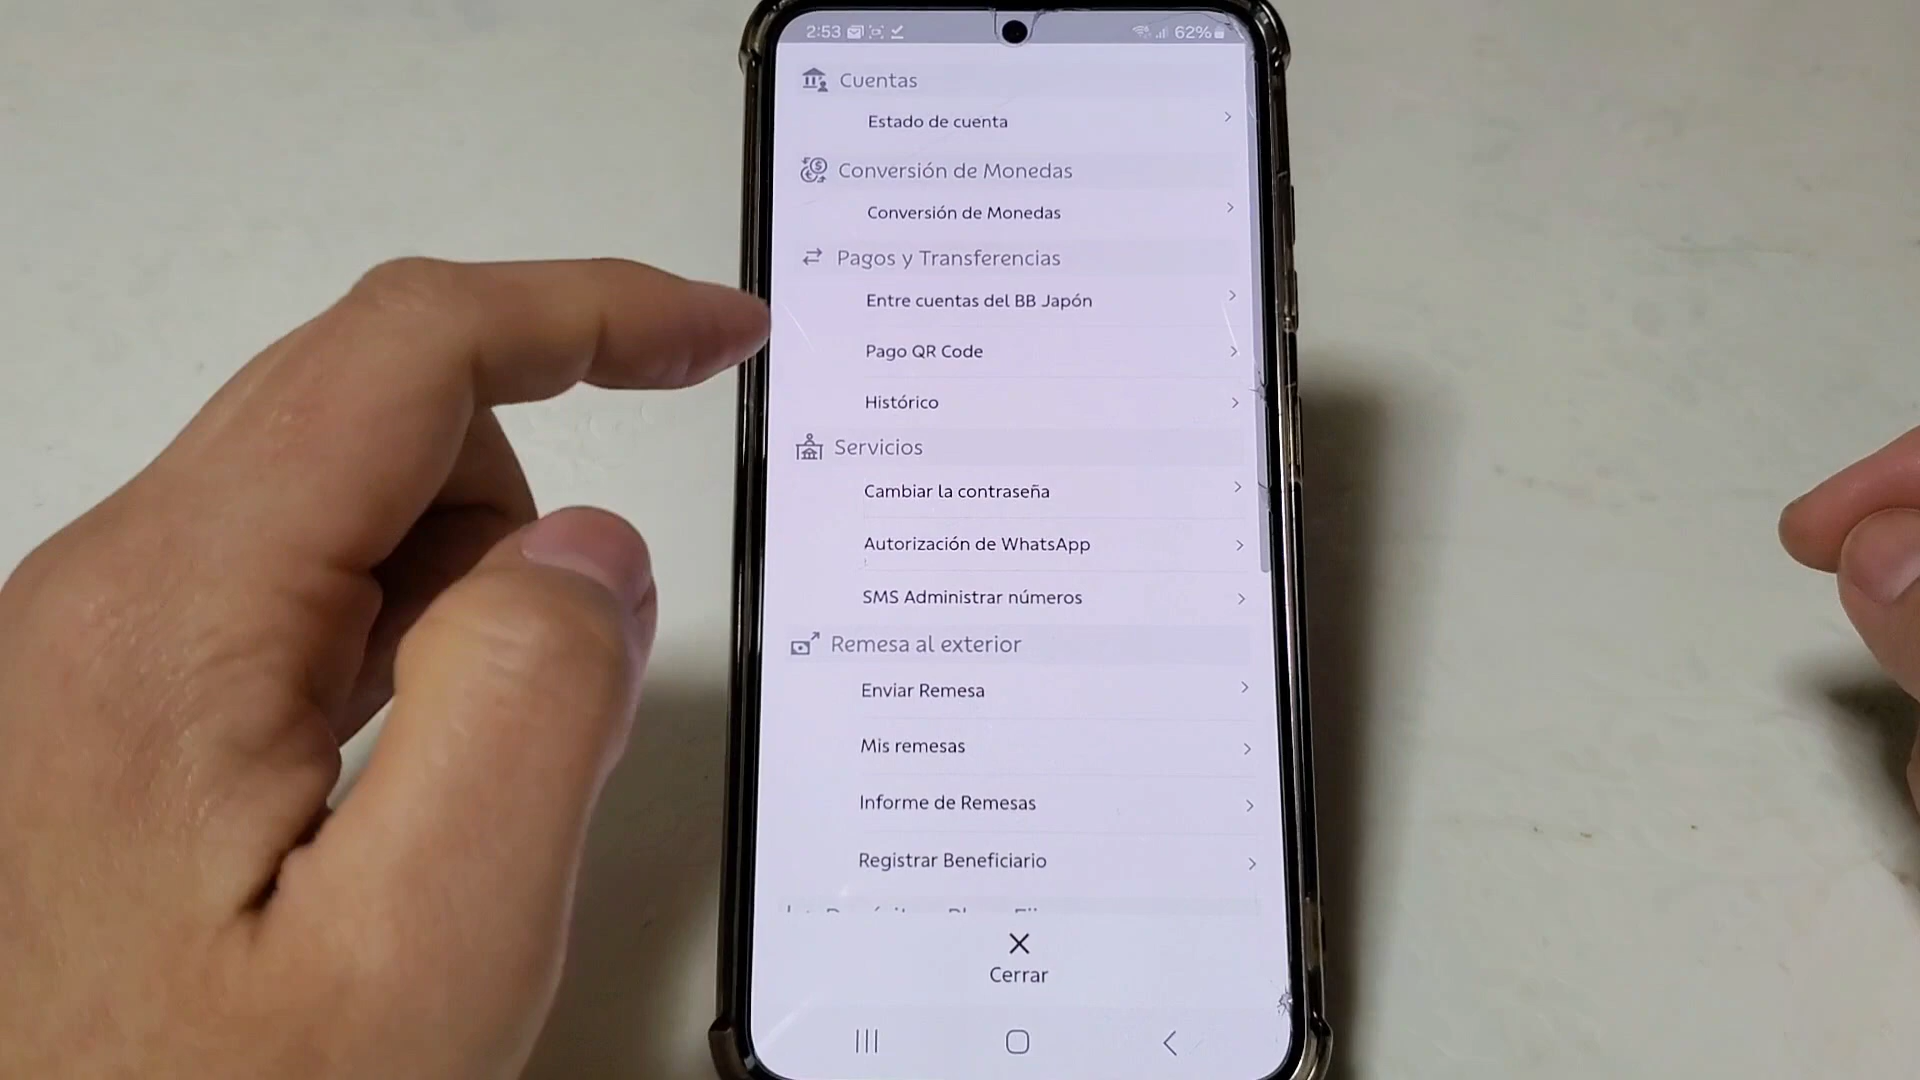 2:53 62%
Cuentas
Estado de cuenta
Conversión de Monedas
Conversión de Monedas
Pagos y Transferencias
Entre cuentas del BB Japón
Pago QR Code
Histórico
Servicios
Cambiar la contraseña
Autorización de WhatsApp
SMS Administrar números
Remesa al exterior
Enviar Remesa
Mis remesas
Informe de Remesas
Registrar Beneficiario
Cerrar